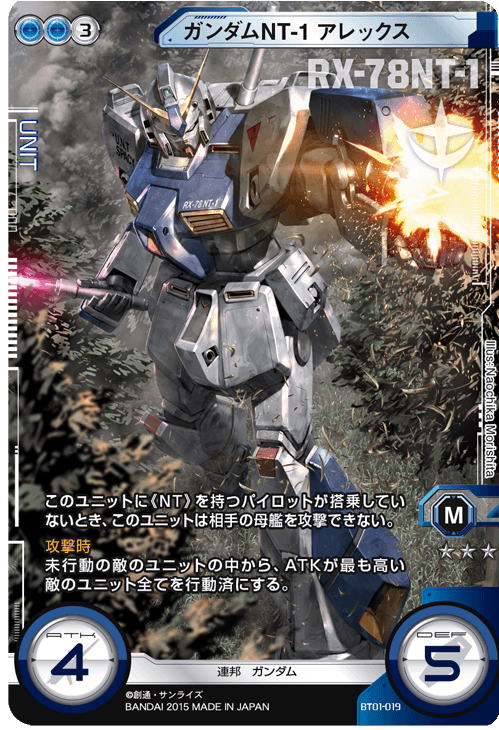 3
ガンダムNT-1 アレックス
RX-78NT-1
UNIT
U.N.T.
SPACY
RX-78 NT-1
Illus:Naochika Morishita
このユニットに《NT》を持つパイロットが搭乗してい
ないとき、このユニットは相手の母艦を攻撃できない。
M
攻撃時
未行動の敵のユニットの中から、ATKが最も高い
敵のユニット全てを行動済にする。
ATK
4
DEF
5
連邦 ガンダム
©創通・サンライズ
BANDAI 2015 MADE IN JAPAN
BT01-019